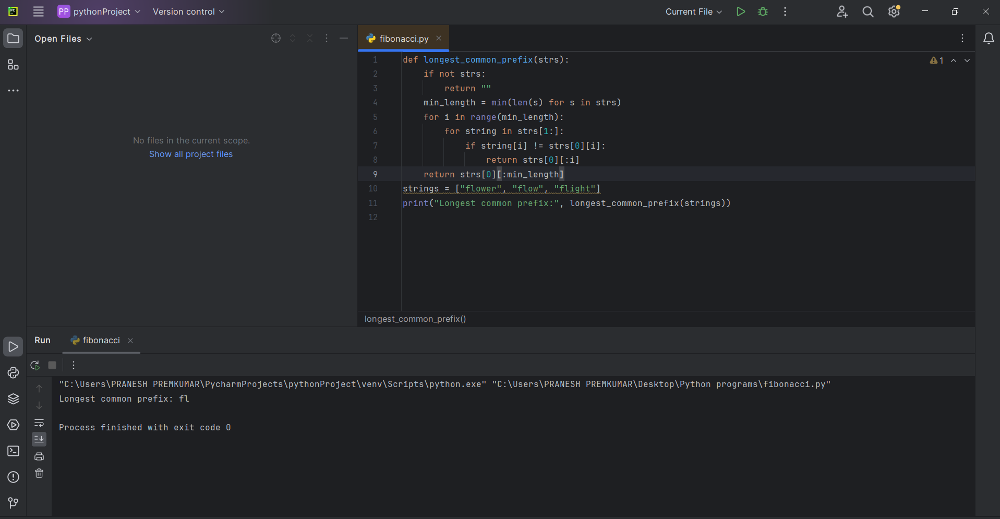 PC PP pythonProject Version control Current File
Open Files
fibonacci.py
1 def longest_common_prefix(strs): 1
2     if not strs:
3         return ""
4     min_length = min(len(s) for s in strs)
5     for i in range(min_length):
6         for string in strs[1:]:
7             if string[i] != strs[0][i]:
8                 return strs[0][:i]
9     return strs[0][:min_length]
10 strings = ["flower", "flow", "flight"]
11 print("Longest common prefix:", longest_common_prefix(strings))
12
No files in the current scope.
Show all project files
longest_common_prefix()
Run fibonacci
"C:\Users\PRANESH PREMKUMAR\PycharmProjects\pythonProject\venv\Scripts\python.exe" "C:\Users\PRANESH PREMKUMAR\Desktop\Python programs\fibonacci.py"
Longest common prefix: fl
Process finished with exit code 0